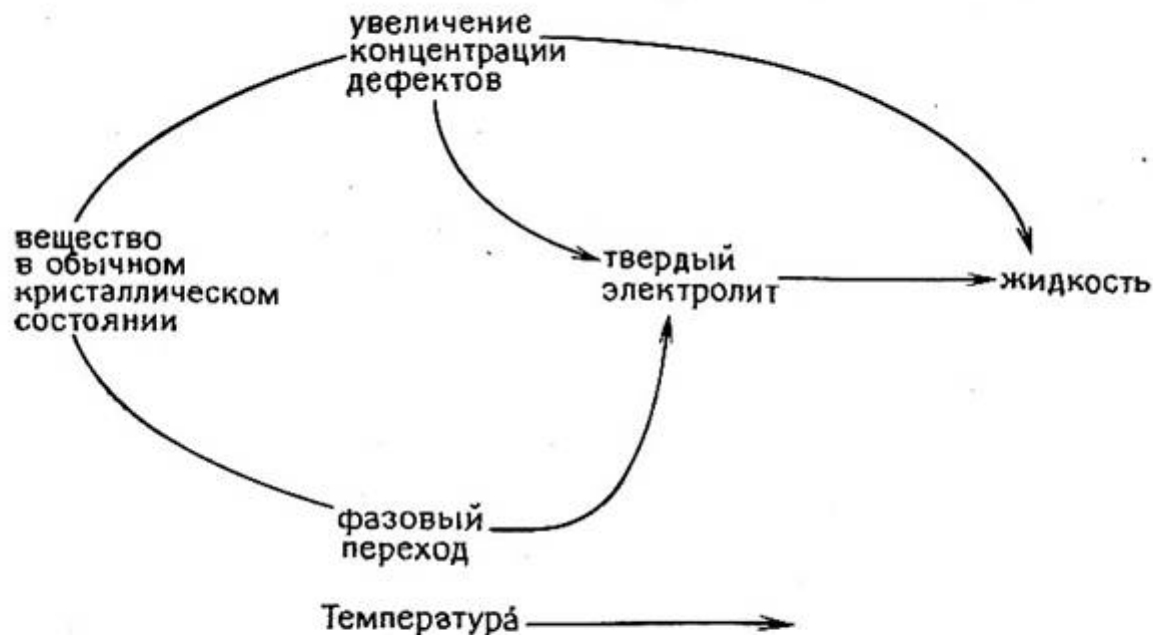 увеличение
концентрации
дефектов
вещество
в обычном
кристаллическом
состоянии
твердый
электролит
жидкость
фазовый
переход
Температура